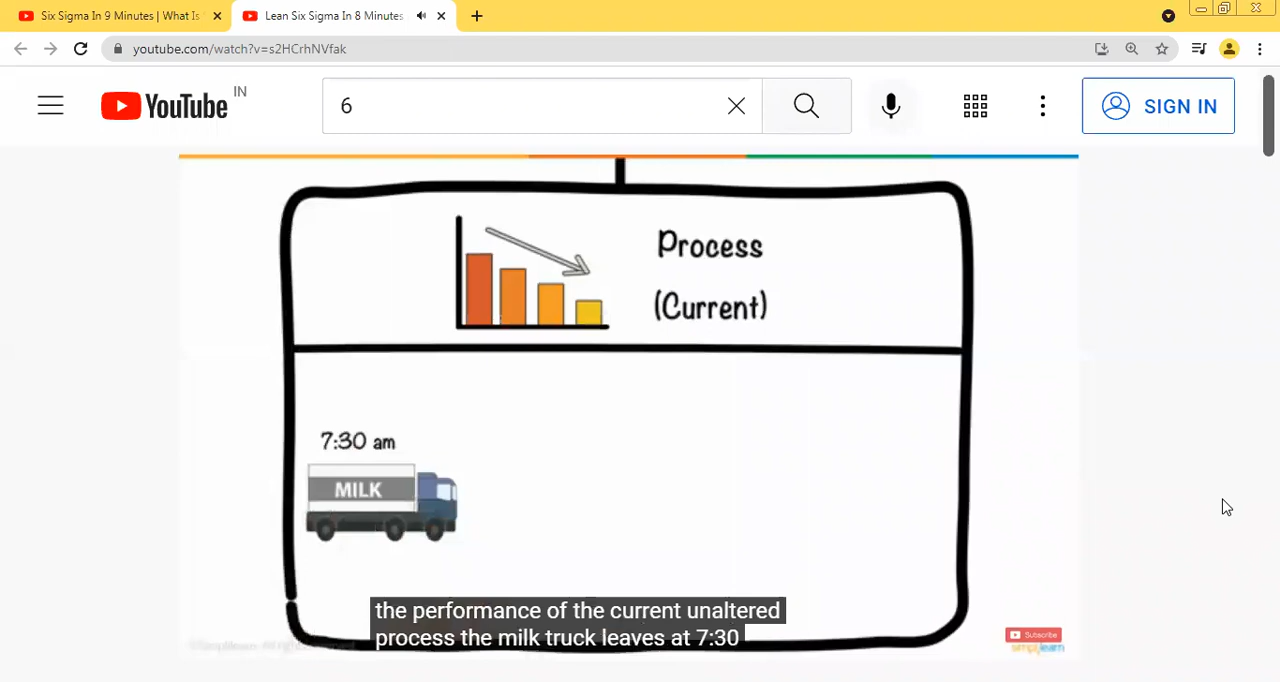 Six Sigma In 9 Minutes | What Is
Lean Six Sigma In 8 Minutes
youtube.com/watch?v=s2HCrhNVfak
YouTube IN
6
SIGN IN
Process
(Current)
7:30 am
MILK
the performance of the current unaltered
process the milk truck leaves at 7:30
Subscribe
simplilearn